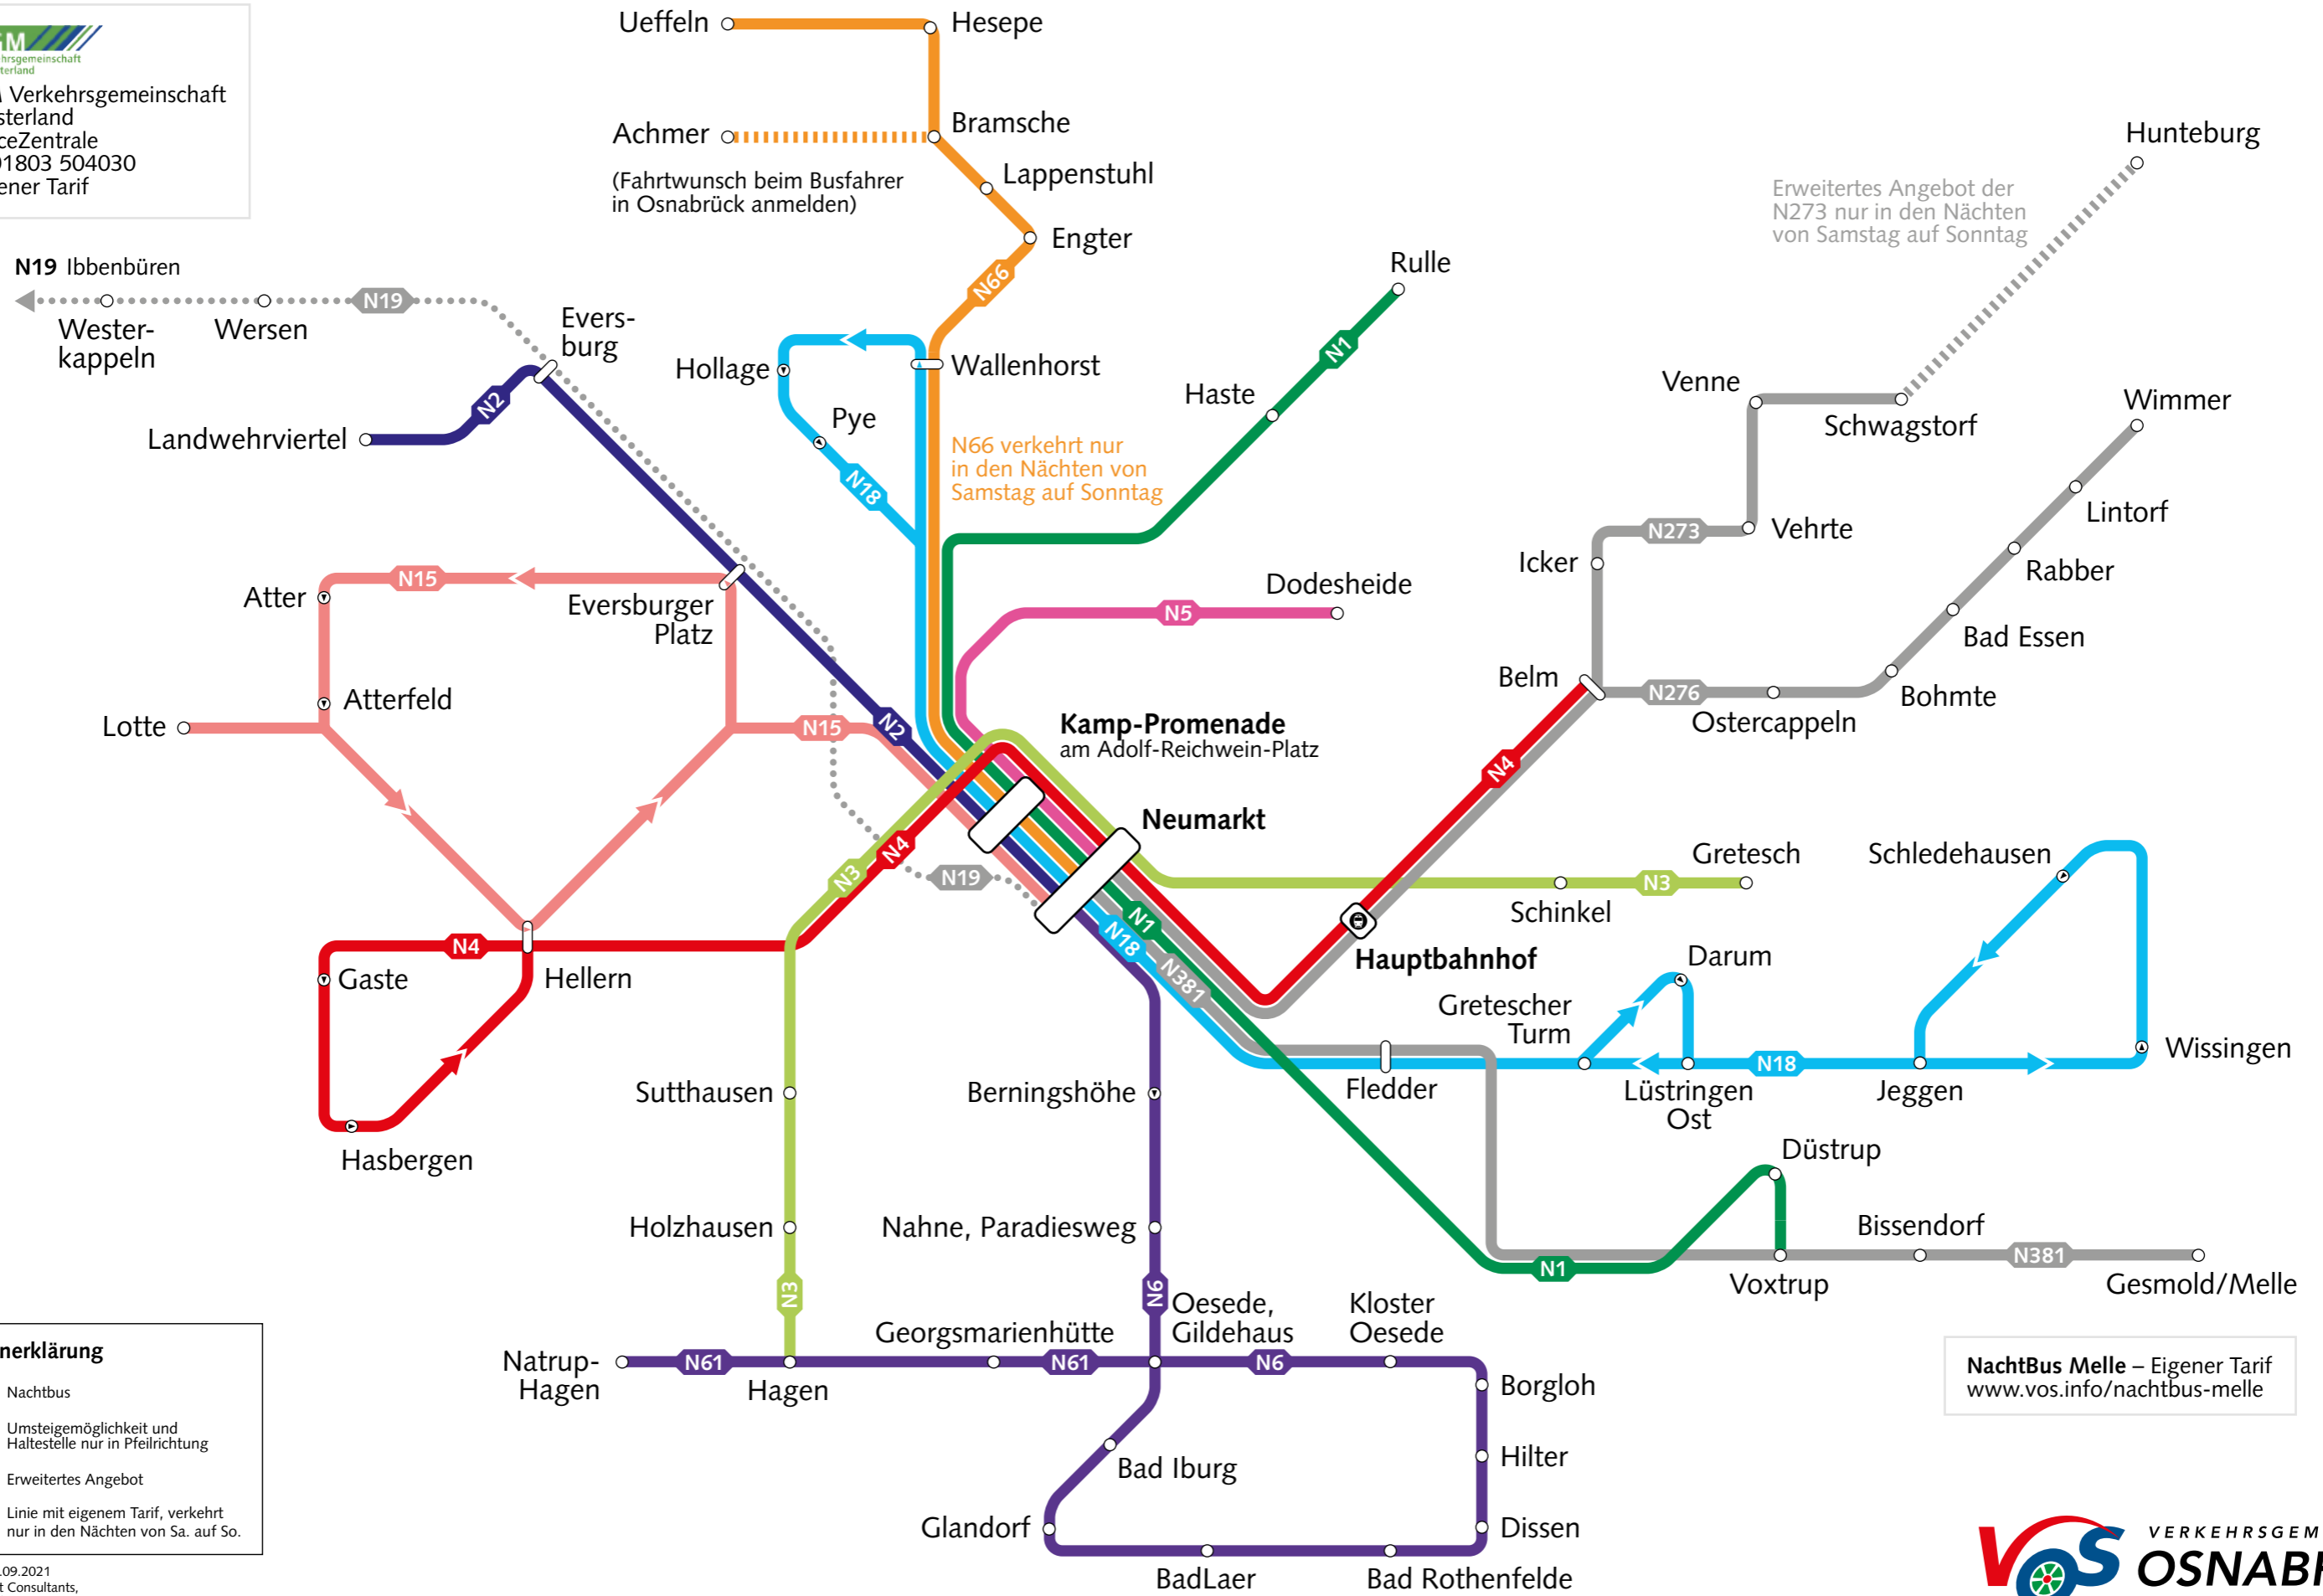 Verkehrsgemeinschaft
01803 504030
Tarif
Ueffeln
Hesepe
Achmer
Bramsche
(Fahrtwunsch beim Busfahrer
in Osnabrück anmelden)
Lappenstuhl
Engter
N66
Hunteburg
Erweitertes Angebot der
N273 nur in den Nächten
von Samstag auf Sonntag
N19 Ibbenbüren
N19
Wester-
kappeln
Wersen
Evers-
burg
Rulle
N1
Hollage
Wallenhorst
Haste
Venne
Schwagstorf
Wimmer
N2
Landwehrviertel
Pye
N18
N66 verkehrt nur
in den Nächten von
Samstag auf Sonntag
Lintorf
N273
Vehrte
Icker
Rabber
Atter
N15
Eversburger
Platz
Dodesheide
N5
Bad Essen
Belm
N276
Ostercappeln
Bohmte
Atterfeld
Lotte
N15
N2
Kamp-Promenade
am Adolf-Reichwein-Platz
N4
Neumarkt
N3
N4
N19
Gretesch
Schinkel
N3
Schledehausen
N4
Gaste
Hellern
N1
N18
N381
Hauptbahnhof
Darum
Gretescher
Turm
Wissingen
Fledder
Lüstringen
Ost
N18
Jeggen
Sutthausen
Berningshöhe
Hasbergen
Düstrup
Holzhausen
Nahne, Paradiesweg
Bissendorf
N381
N1
Voxtrup
Gesmold/Melle
N3
N6
Oesede,
Gildehaus
Kloster
Oesede
Georgsmarienhütte
Natrup-
Hagen
N61
Hagen
N61
N6
Borgloh
Bad Iburg
Hilter
Glandorf
Dissen
BadLaer
Bad Rothenfelde
NachtBus Melle – Eigener Tarif
www.vos.info/nachtbus-melle
Nachtbus
Umsteigemöglichkeit und
Haltestelle nur in Pfeilrichtung
Erweitertes Angebot
Linie mit eigenem Tarif, verkehrt
nur in den Nächten von Sa. auf So.
.09.2021
Consultants,
VOS